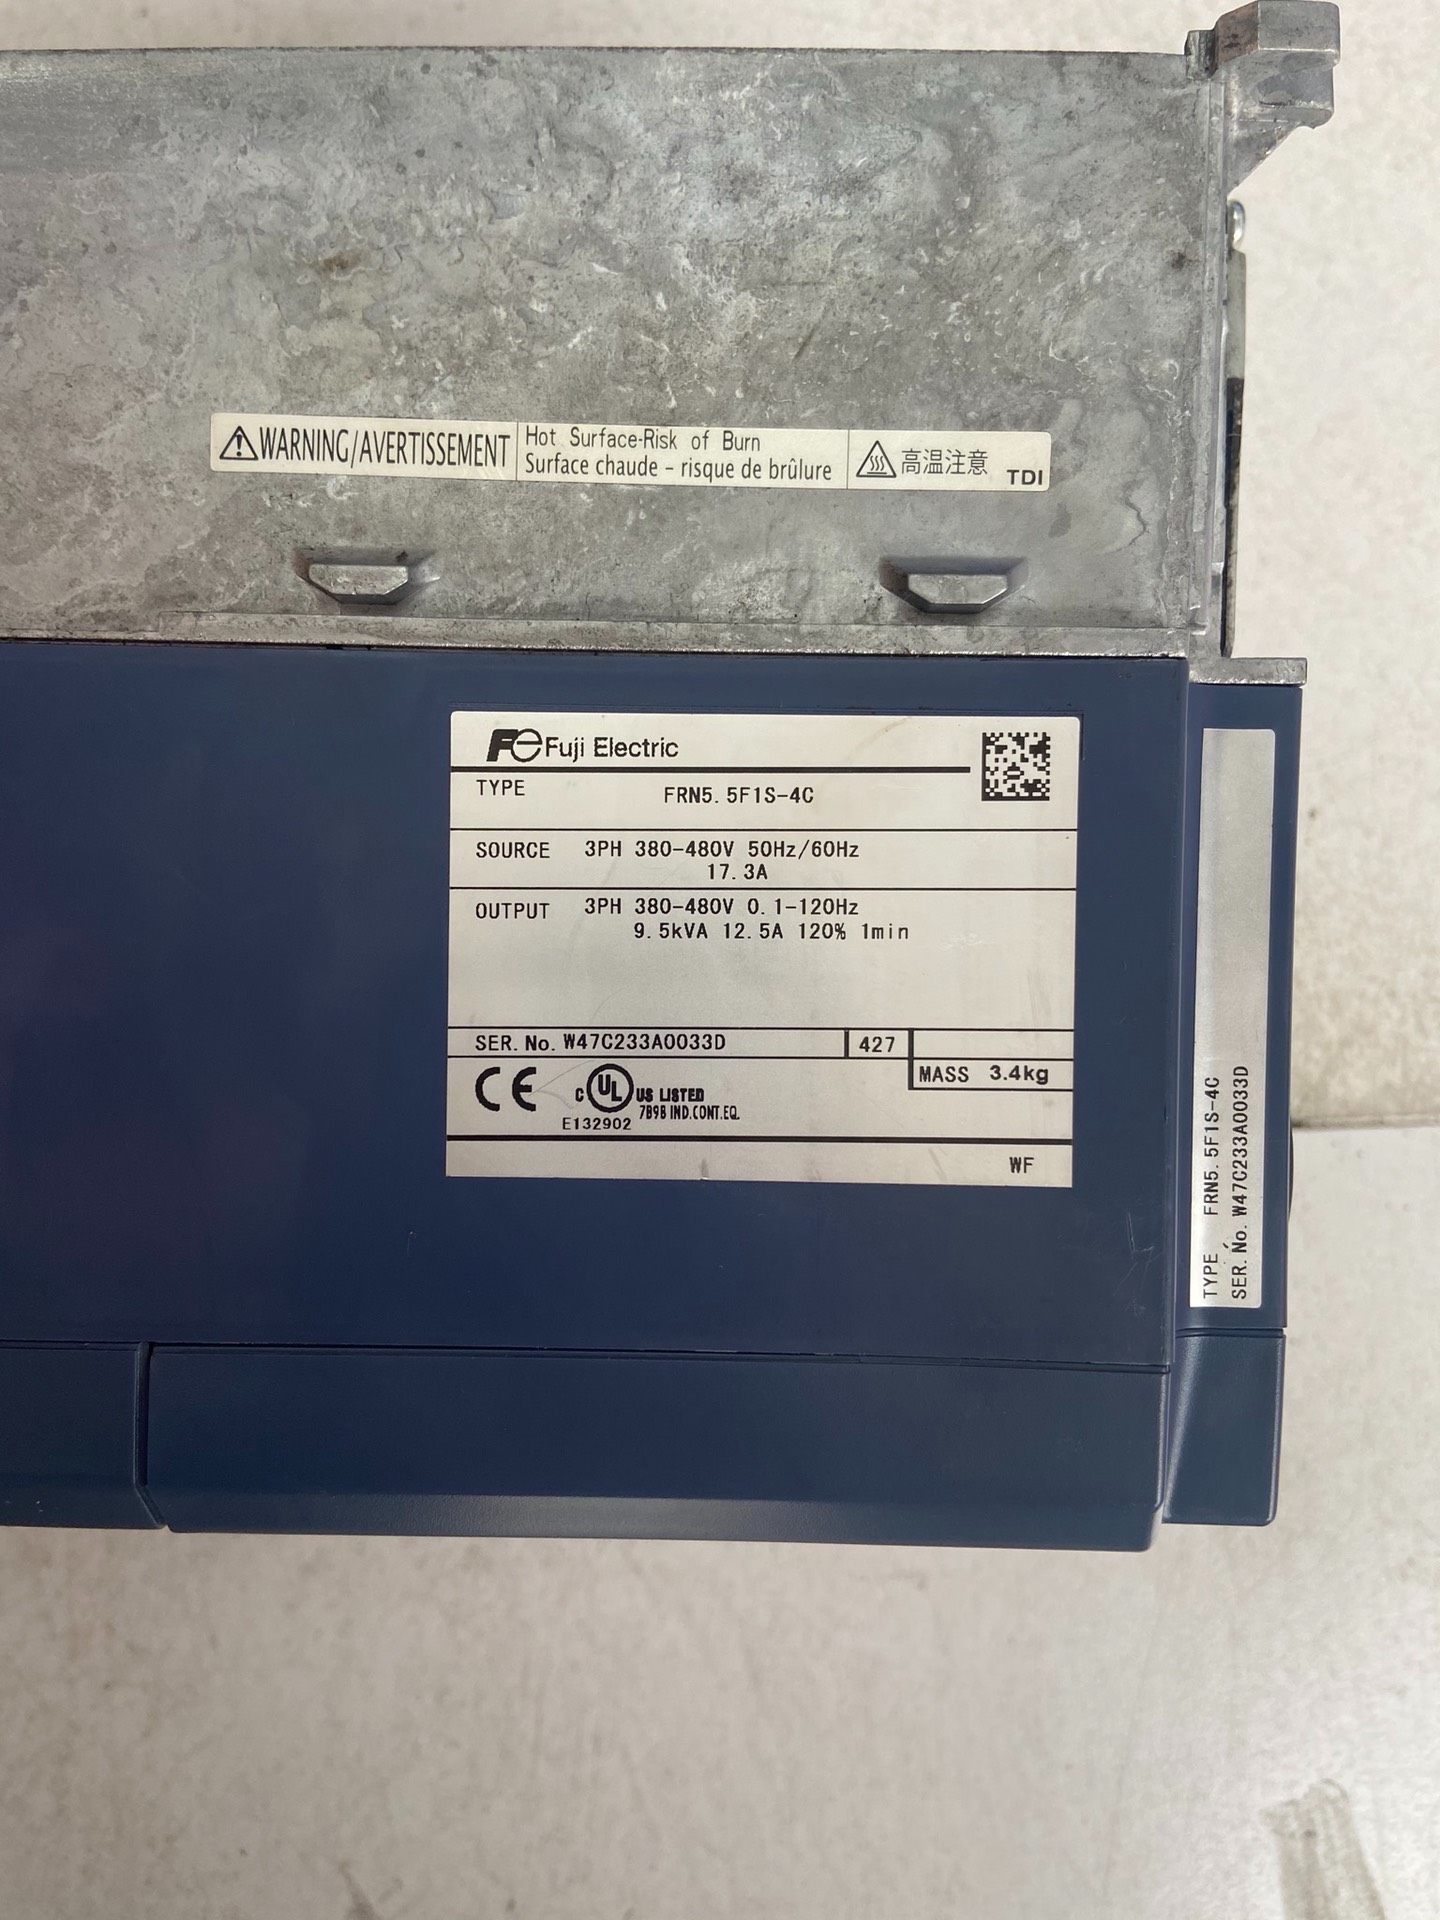 WARNING/AVERTISSEMENT
Hot Surface-Risk of Burn
Surface chaude - risque de brûlure
高温注意
TDI
Fe Fuji Electric
TYPE FRN5.5F1S-4C
SOURCE 3PH 380-480V 50Hz/60Hz
17.3A
OUTPUT 3PH 380-480V 0.1-120Hz
9.5kVA 12.5A 120% 1min
SER. No. W47C233A0033D 427
MASS 3.4kg
CE
C UL US LISTED
7B9B IND.CONT.EQ.
E132902
WF
TYPE FRN5.5F1S-4C
SER. No. W47C233A0033D